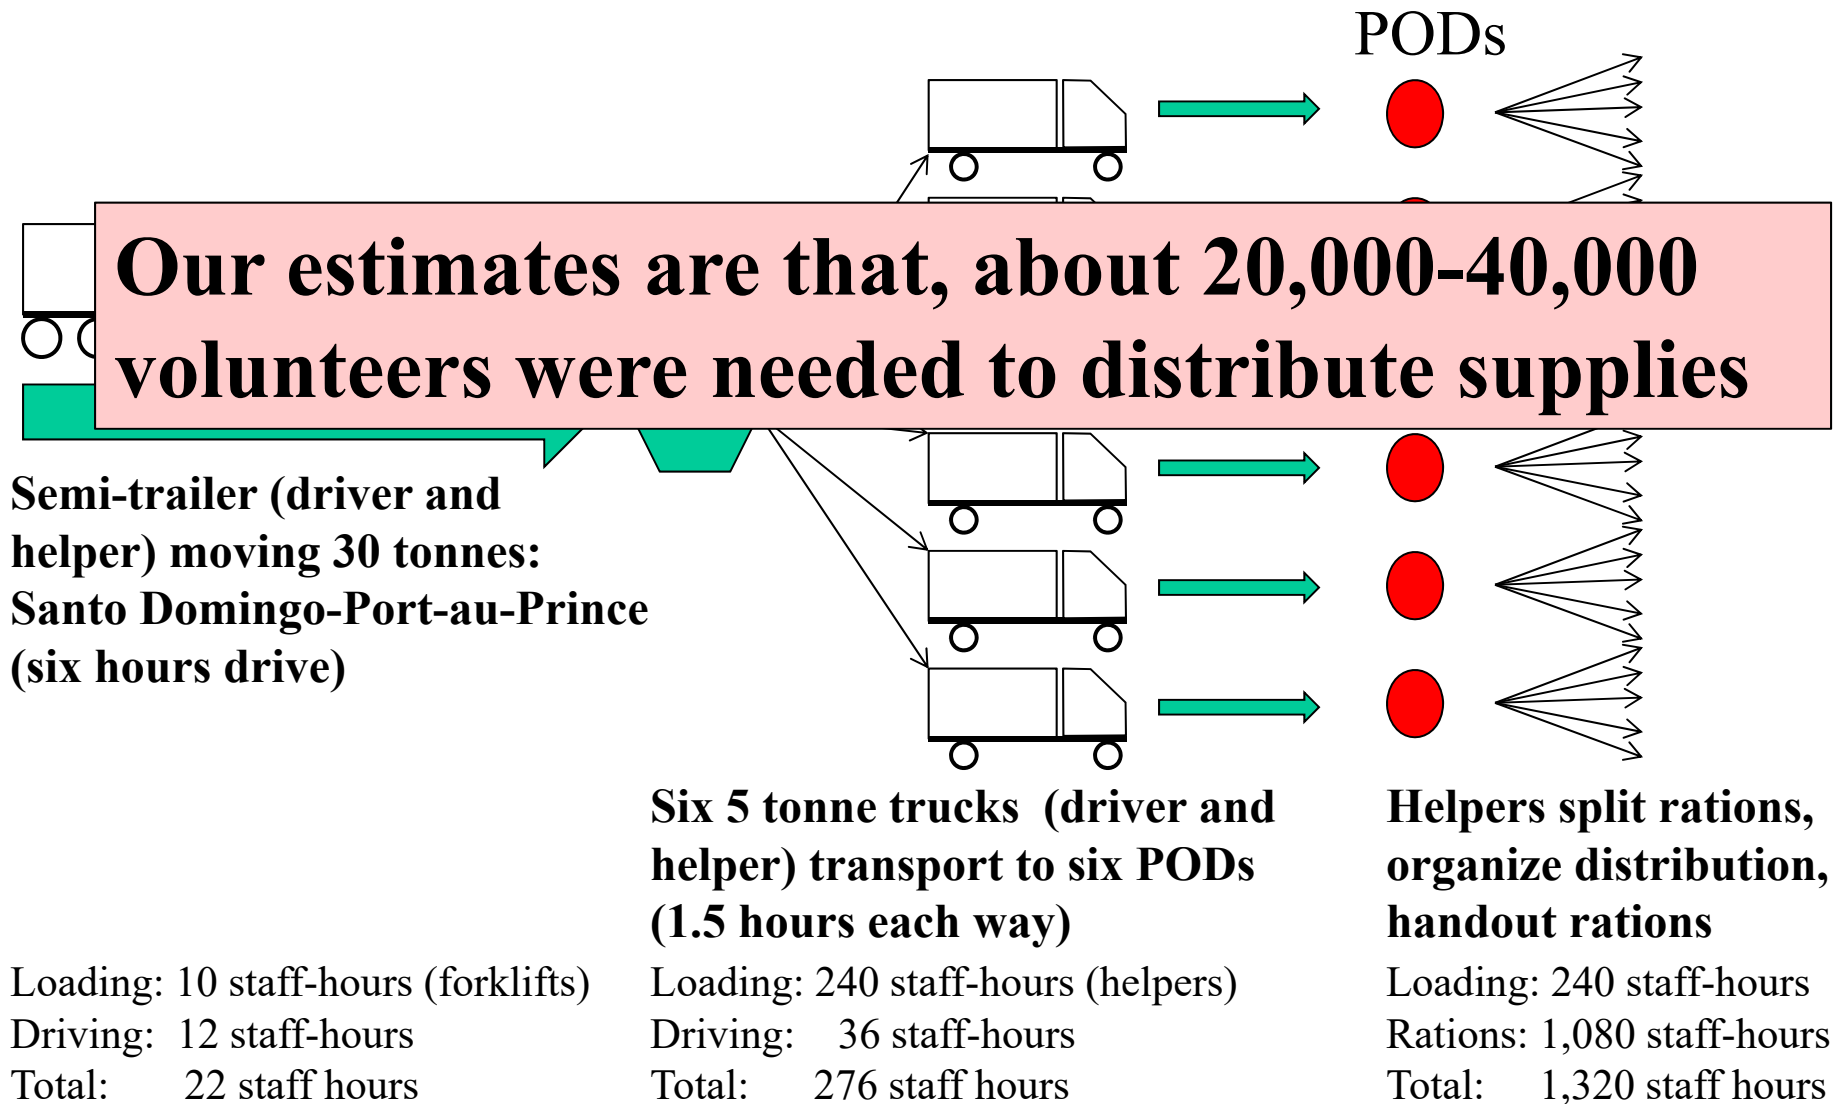 PODs
Our estimates are that, about 20,000-40,000
volunteers were needed to distribute supplies
Semi-trailer (driver and
helper) moving 30 tonnes:
Santo Domingo-Port-au-Prince
(six hours drive)
Six 5 tonne trucks (driver and
helper) transport to six PODs
(1.5 hours each way)
Helpers split rations,
organize distribution,
handout rations
Loading: 10 staff-hours (forklifts)
Driving: 12 staff-hours
Total: 22 staff hours
Loading: 240 staff-hours (helpers)
Driving: 36 staff-hours
Total: 276 staff hours
Loading: 240 staff-hours
Rations: 1,080 staff-hours
Total: 1,320 staff hours